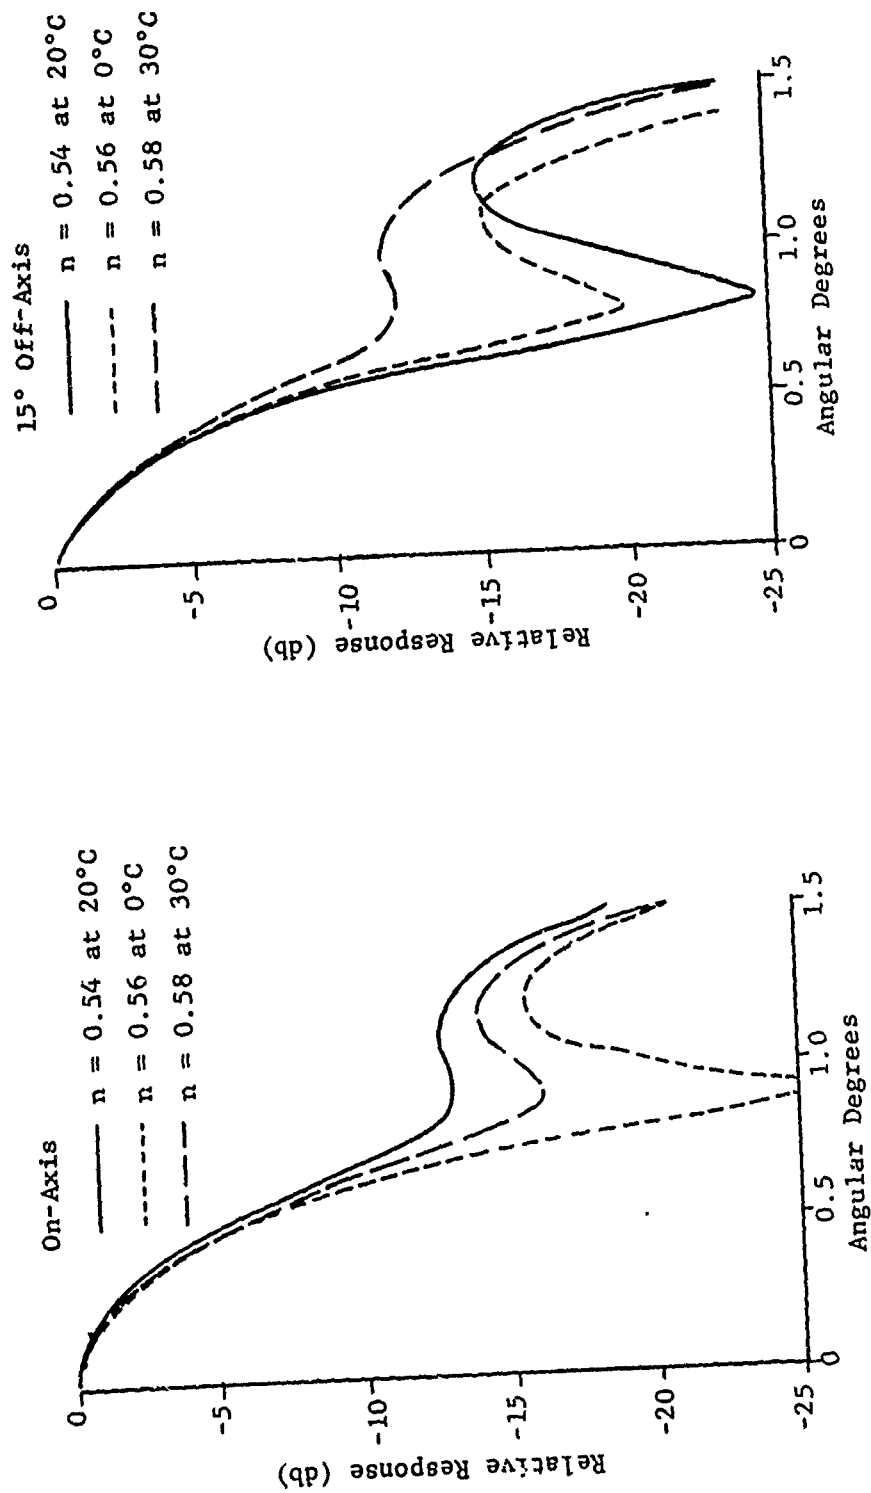 On-Axis
n = 0.54 at 20°C
n = 0.56 at 0°C
n = 0.58 at 30°C
Relative Response (db)
0
-5
-10
-15
-20
-25
0
0.5
1.0
1.5
Angular Degrees
15° Off-Axis
n = 0.54 at 20°C
n = 0.56 at 0°C
n = 0.58 at 30°C
Relative Response (db)
0
-5
-10
-15
-20
-25
0
0.5
1.0
1.5
Angular Degrees